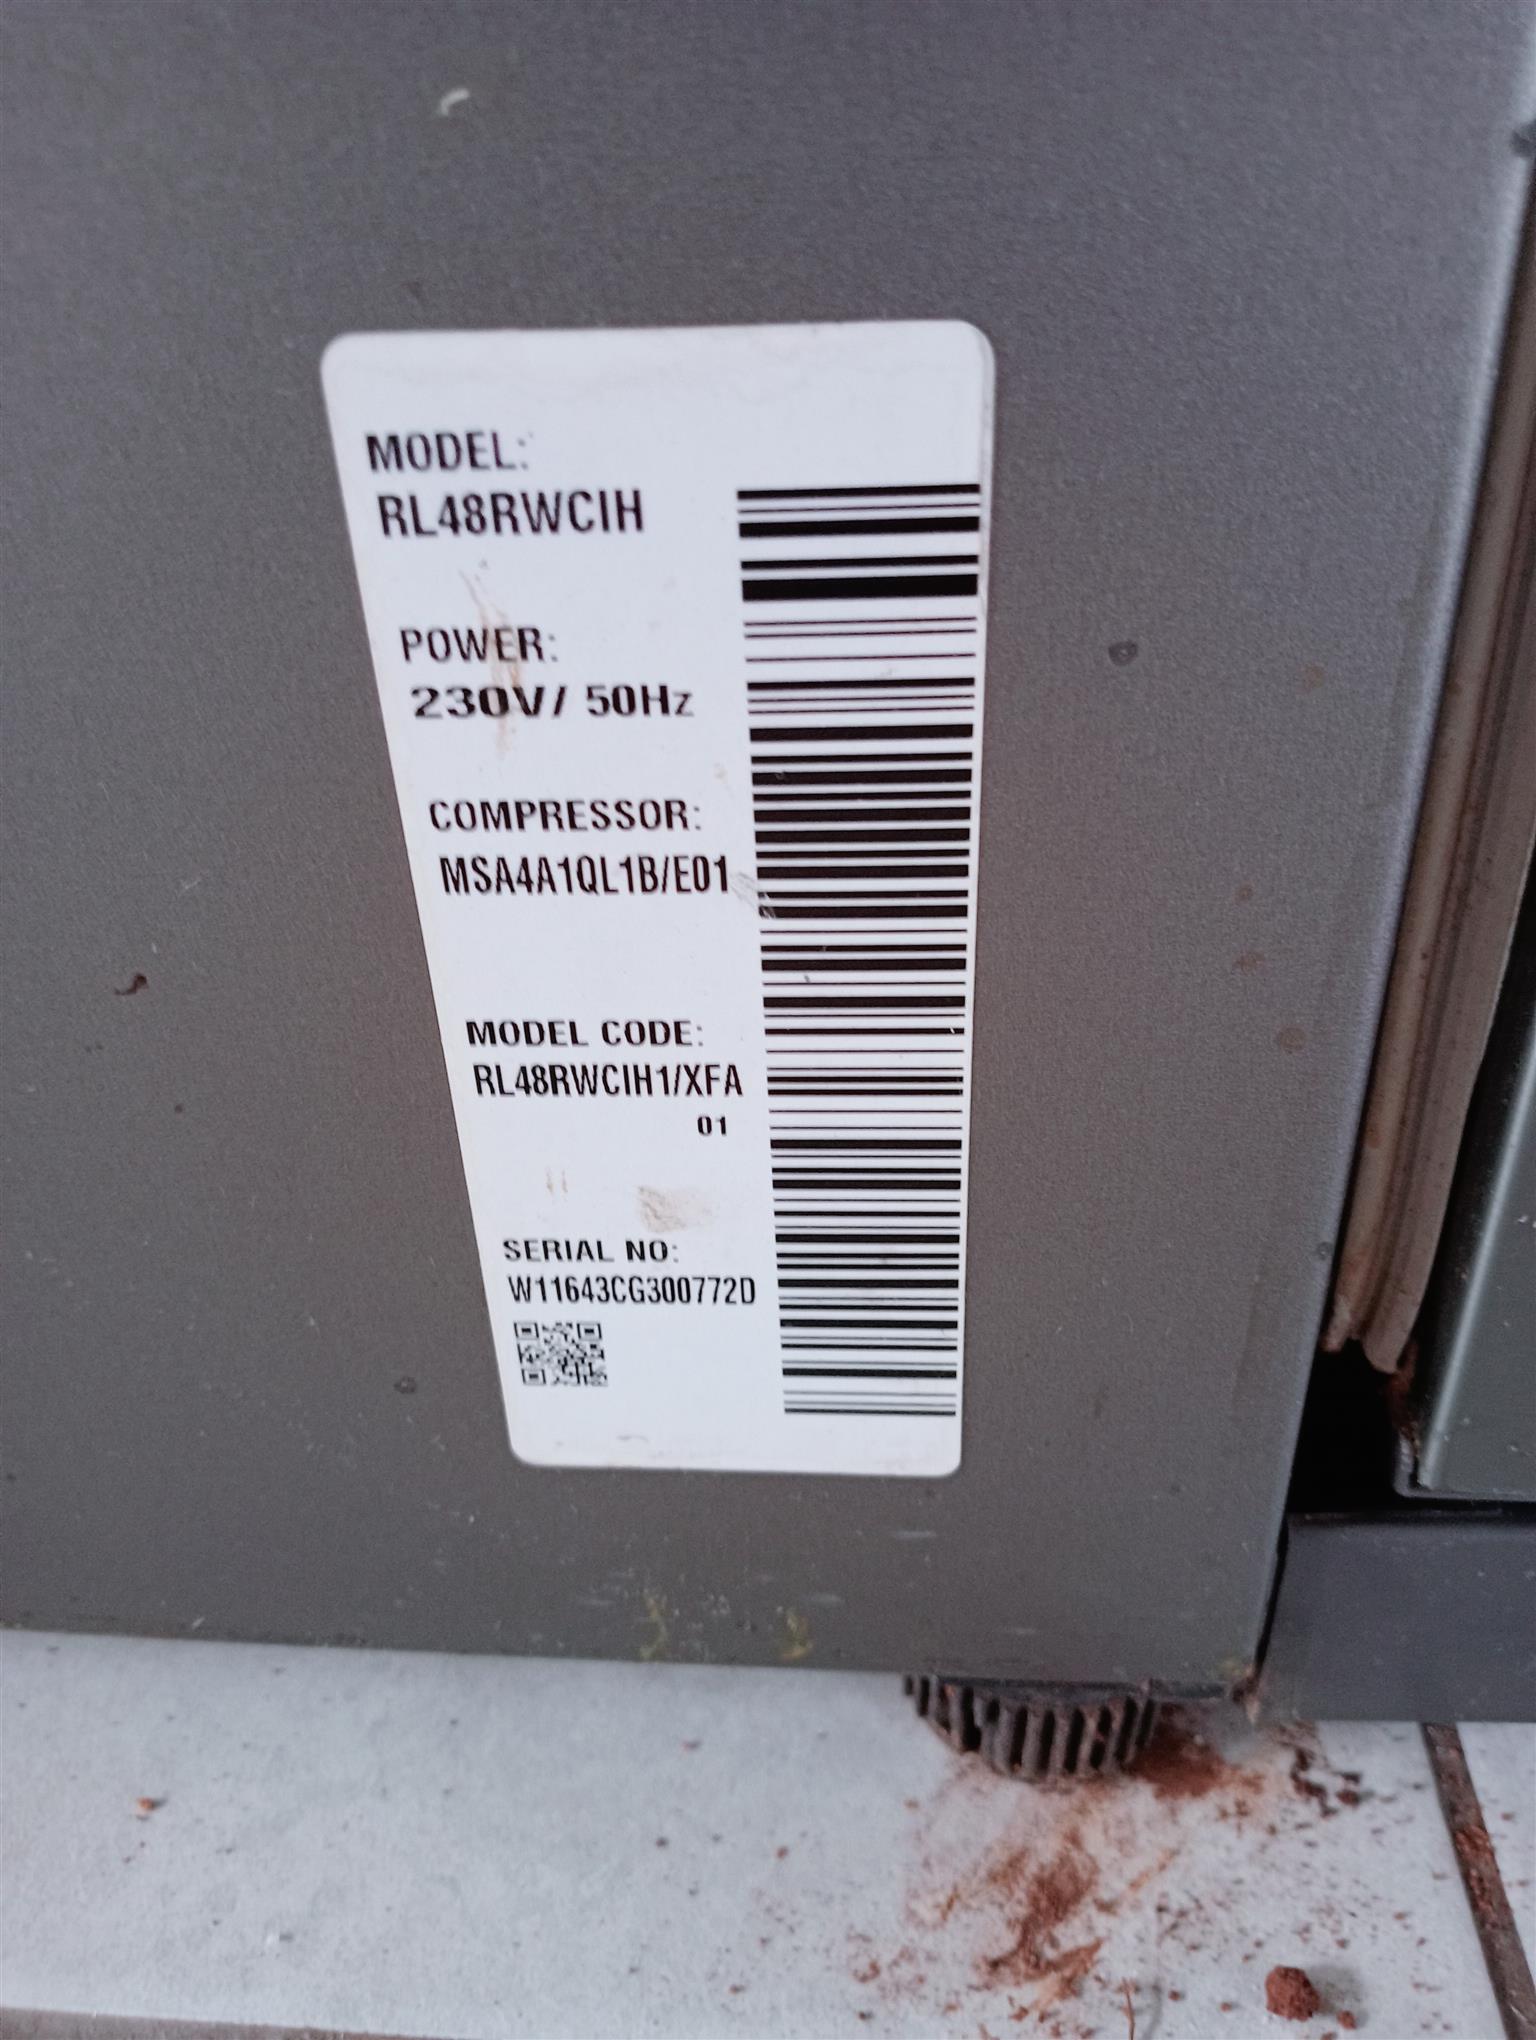 MODEL:
RL48RWCIH
POWER:
230V/ 50Hz
COMPRESSOR:
MSA4A1QL1B/E01
MODEL CODE:
RL48RWCIH1/XFA
01
SERIAL NO:
W11643CG300772D